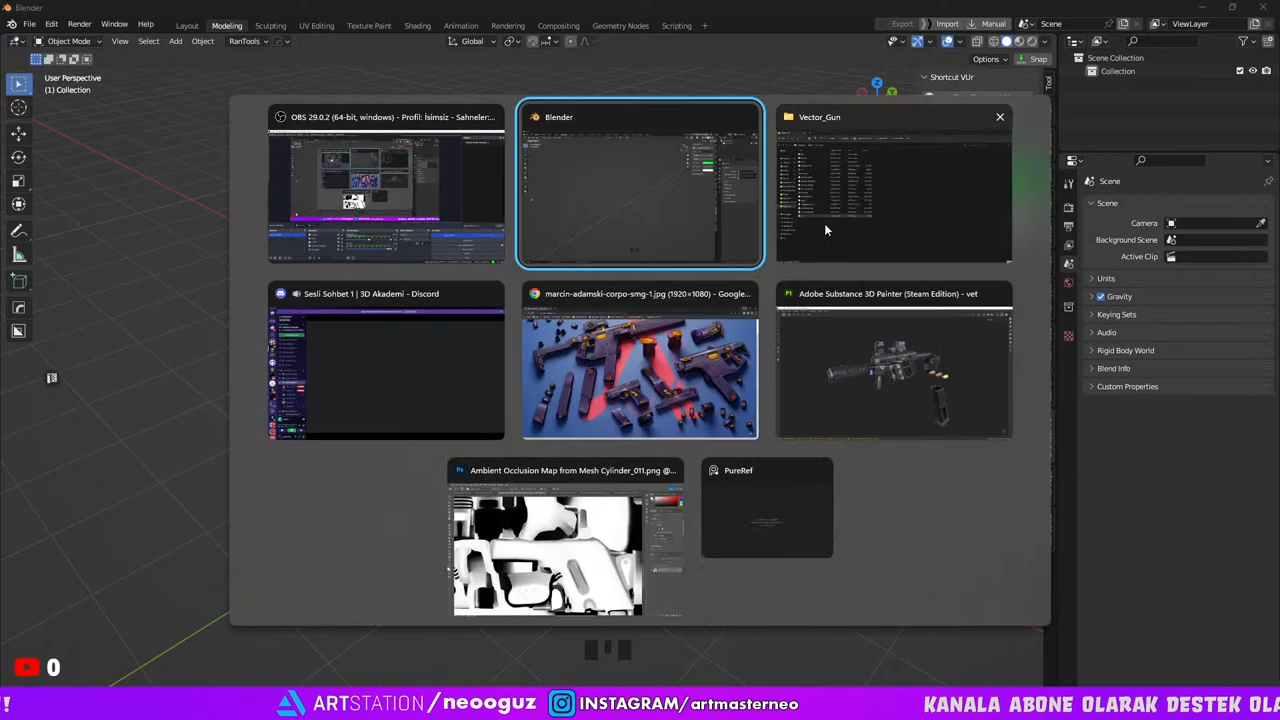 Blender
File Edit Render Window Help
Layout Modeling Sculpting UV Editing Texture Paint Shading Animation Rendering Compositing Geometry Nodes Scripting +
Export Import Manual Scene ViewLayer
Object Mode View Select Add Object RanTools Global
Options Snap
User Perspective
(1) Collection
Shortcut VUr
Tool
Scene Collection
Collection
OBS 29.0.2 (64-bit, windows) - Profil: İsimsiz - Sahneler:...
Blender
Vector_Gun
Scene
Scene
Camera
Background Scene
Active Clip
Units
Gravity
Keying Sets
Audio
Rigid Body World
Blend Info
Custom Properties
Sesli Sohbet 1 | 3D Akademi - Discord
marcin-adamski-corpo-smg-1.jpg (1920×1080) - Google...
Adobe Substance 3D Painter (Steam Edition) - vet
Ambient Occlusion Map from Mesh Cylinder_011.png @...
PureRef
0
! ARTSTATION/neooguz INSTAGRAM/artmasterneo KANALA ABONE OLARAK DESTEK OL